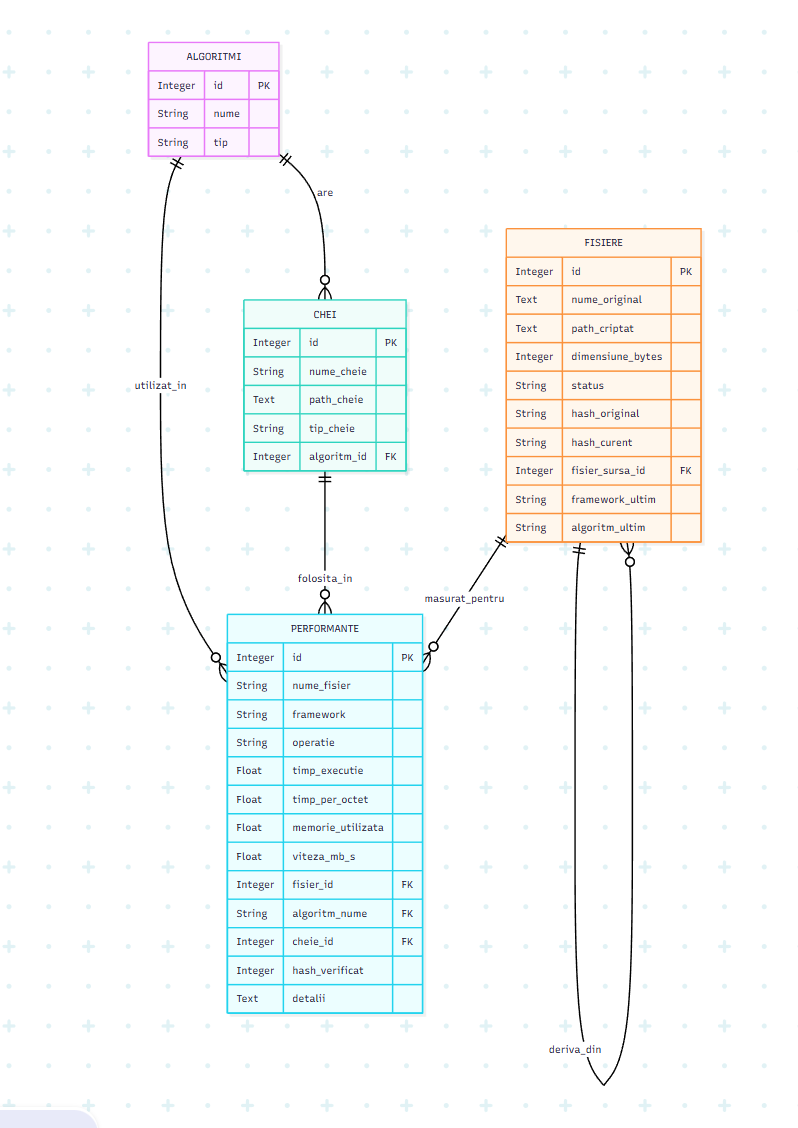 ALGORITMI
Integer id PK
String nume
String tip
are
utilizat_in
CHEI
Integer id PK
String nume_cheie
Text path_cheie
String tip_cheie
Integer algoritm_id FK
FISIERE
Integer id PK
Text nume_original
Text path_criptat
Integer dimensiune_bytes
String status
String hash_original
String hash_curent
Integer fisier_sursa_id FK
String framework_ultim
String algoritm_ultim
folosita_in
masurat_pentru
PERFORMANTE
Integer id PK
String nume_fisier
String framework
String operatie
Float timp_executie
Float timp_per_octet
Float memorie_utilizata
Float viteza_mb_s
Integer fisier_id FK
String algoritm_nume FK
Integer cheie_id FK
Integer hash_verificat
Text detalii
deriva_din